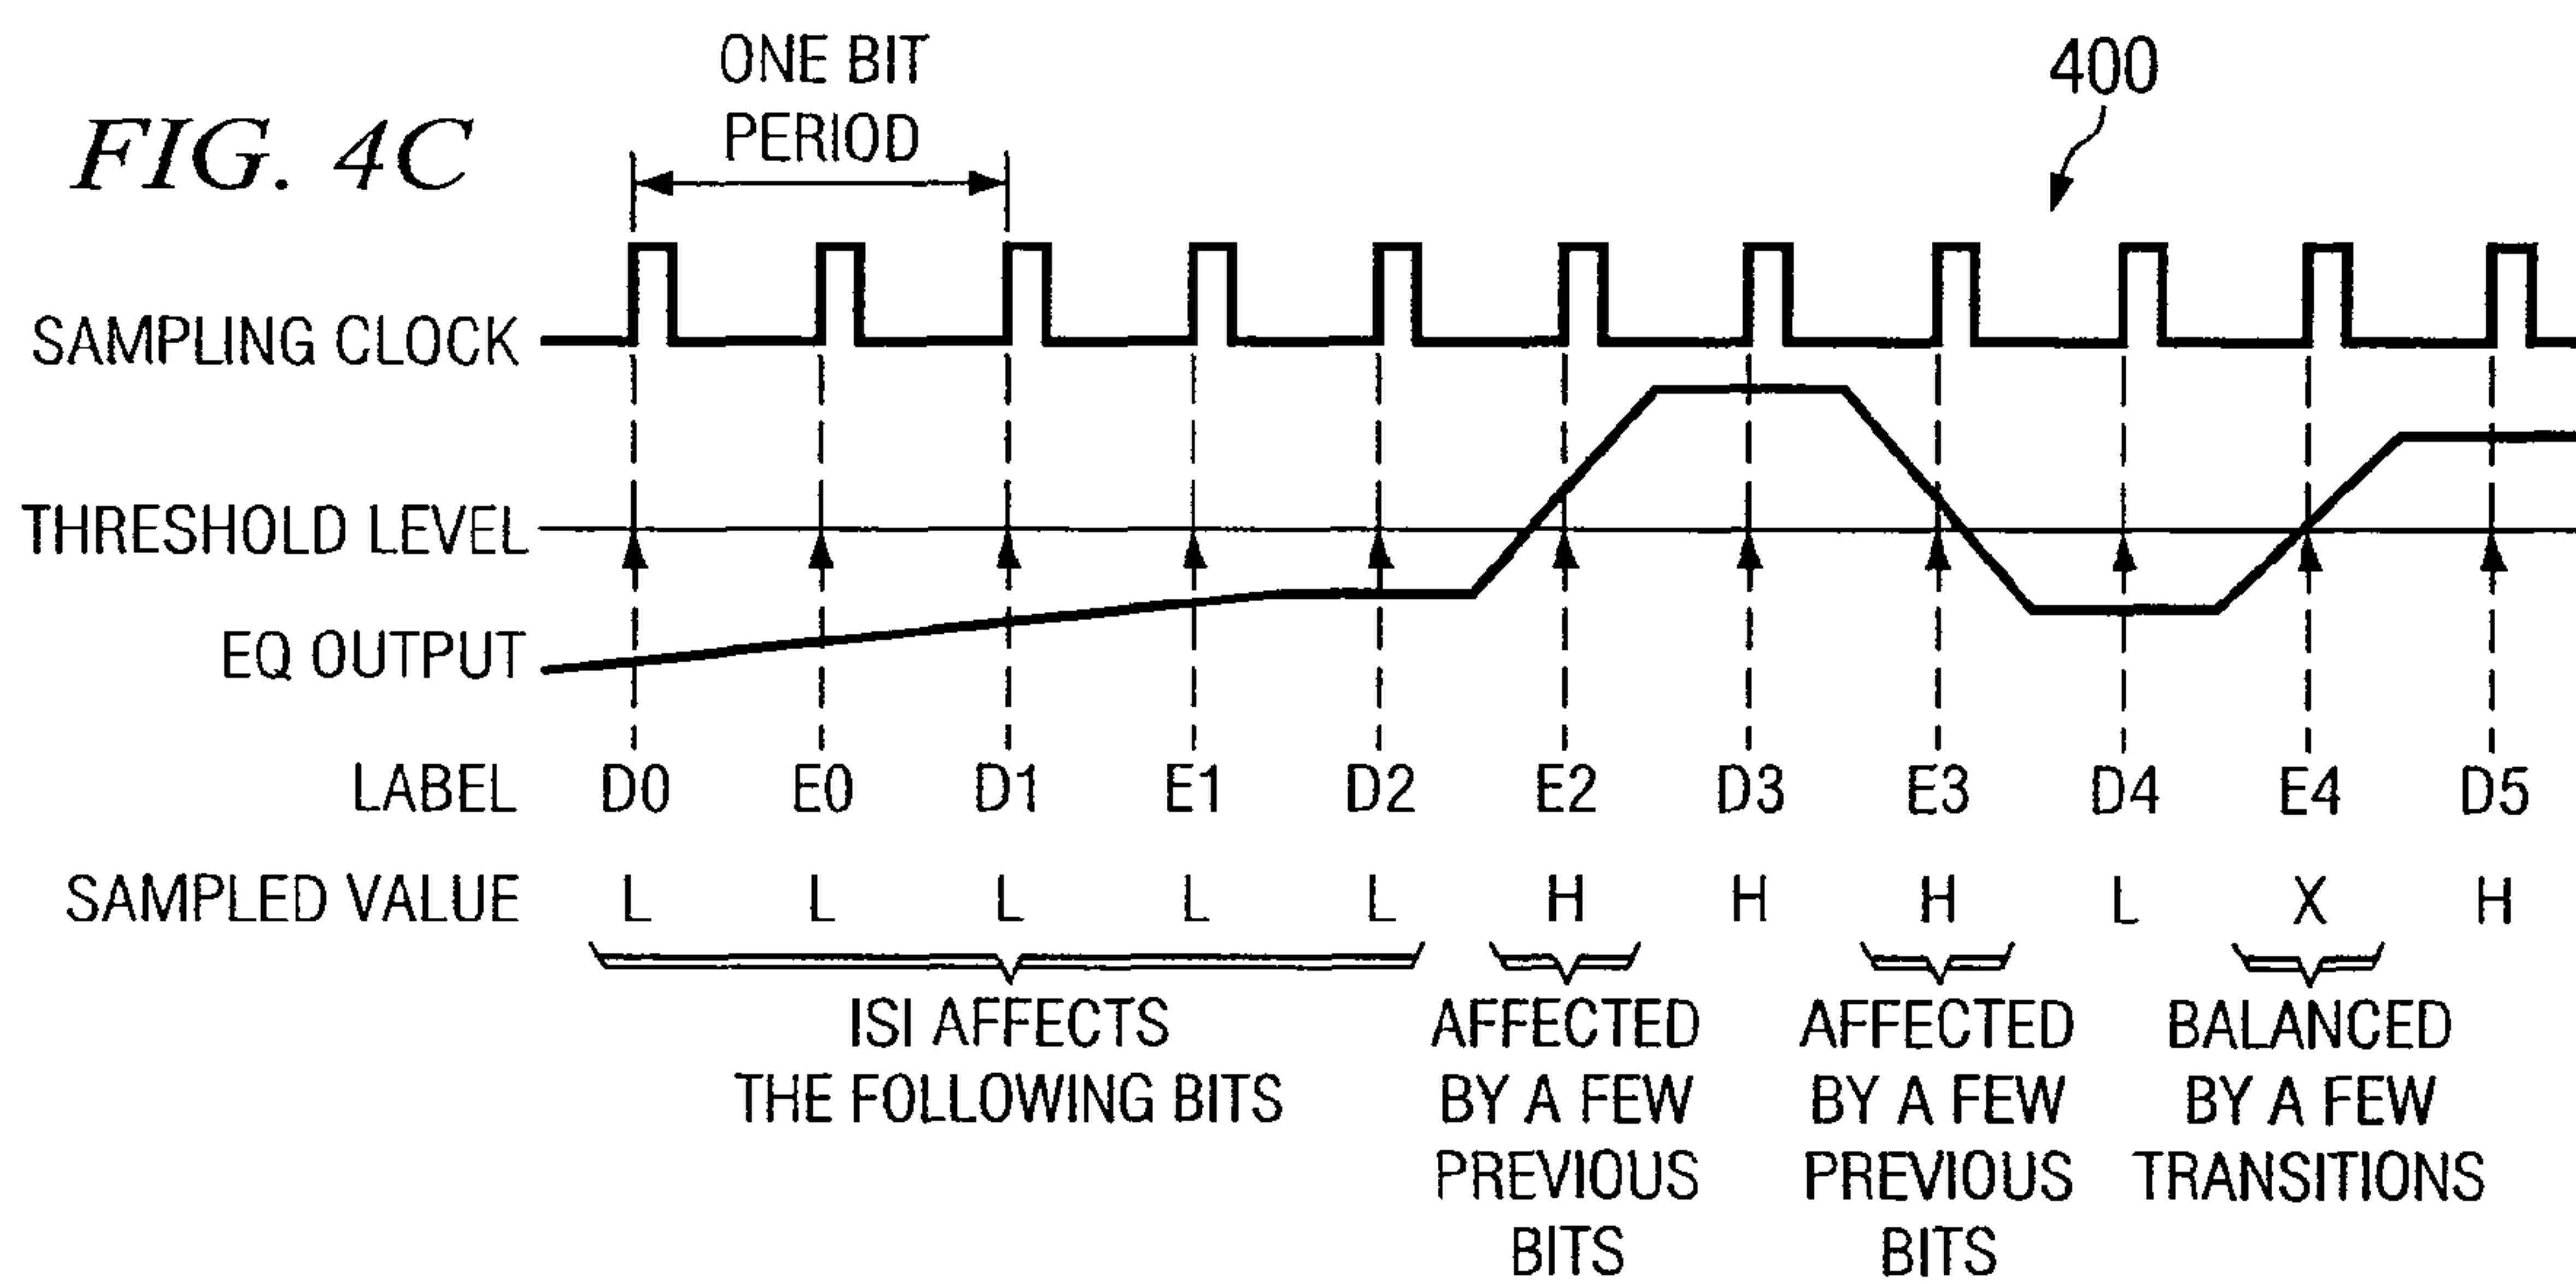 FIG. 4C
ONE BIT
PERIOD
400
SAMPLING CLOCK
THRESHOLD LEVEL
EQ OUTPUT
LABEL D0 E0 D1 E1 D2 E2 D3 E3 D4 E4 D5
SAMPLED VALUE L L L L L H H H L X H
ISI AFFECTS
THE FOLLOWING BITS
AFFECTED
BY A FEW
PREVIOUS
BITS
AFFECTED
BY A FEW
PREVIOUS
BITS
BALANCED
BY A FEW
TRANSITIONS